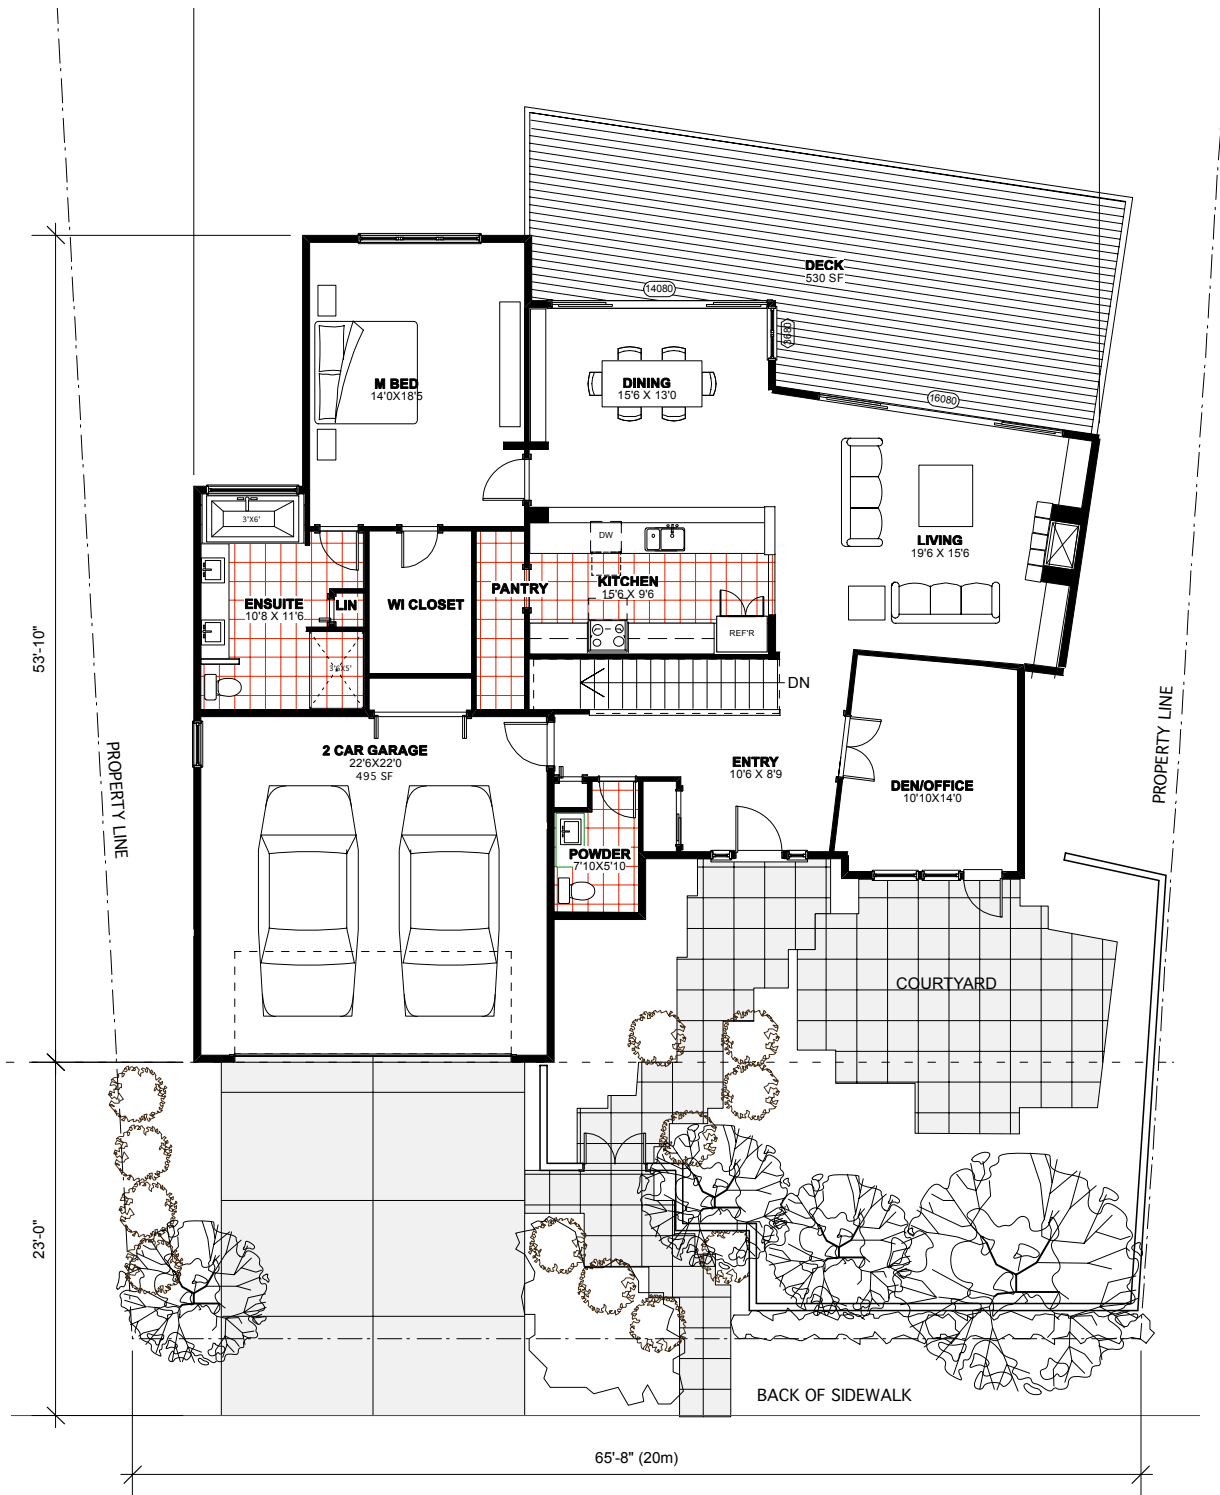 DECK
530 SF
14080
3680
16080
M BED
14'0X18'5
DINING
15'6 X 13'0
53'-10"
3'X6'
DW
LIVING
19'6 X 15'6
ENSUITE
10'8 X 11'6
LIN
WI CLOSET
PANTRY
KITCHEN
15'6 X 9'6
REF'R
3'6X5'
DN
PROPERTY LINE
PROPERTY LINE
2 CAR GARAGE
22'6X22'0
495 SF
ENTRY
10'6 X 8'9
DEN/OFFICE
10'10X14'0
POWDER
7'10X5'10
COURTYARD
23'-0"
BACK OF SIDEWALK
65'-8" (20m)